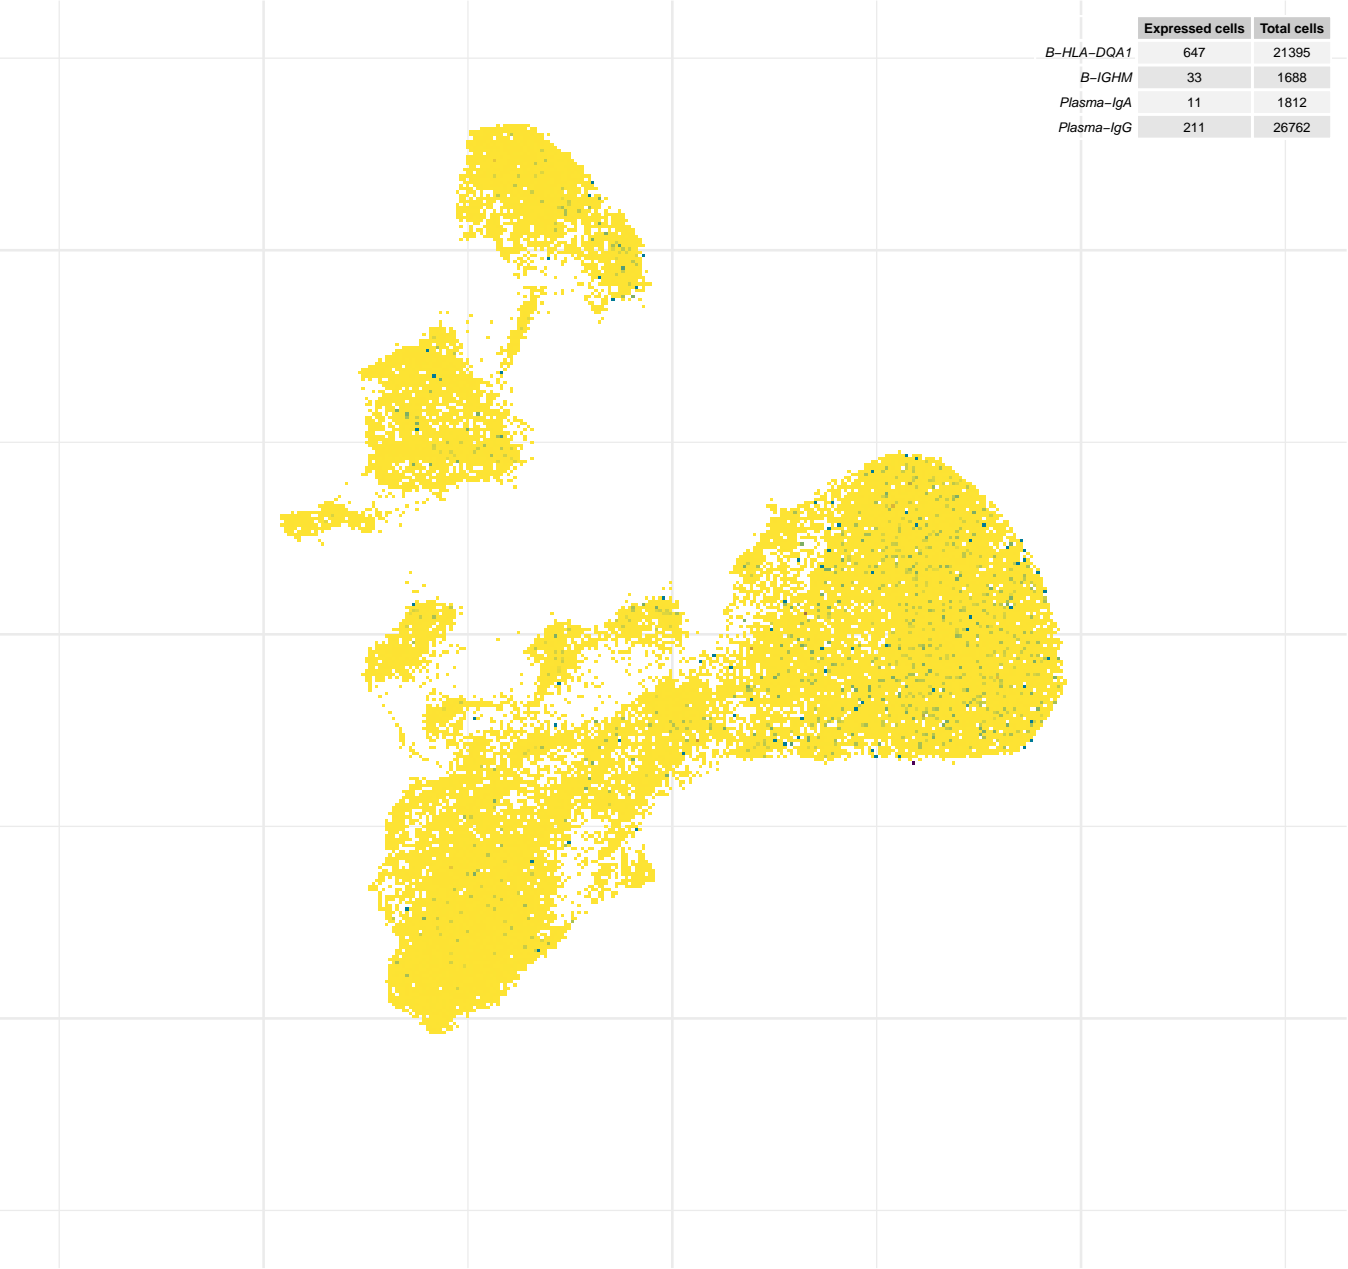 Expressed cells Total cells
B−HLA−DQA1 647 21395
B−IGHM 33 1688
Plasma−IgA 11 1812
Plasma−IgG 211 26762